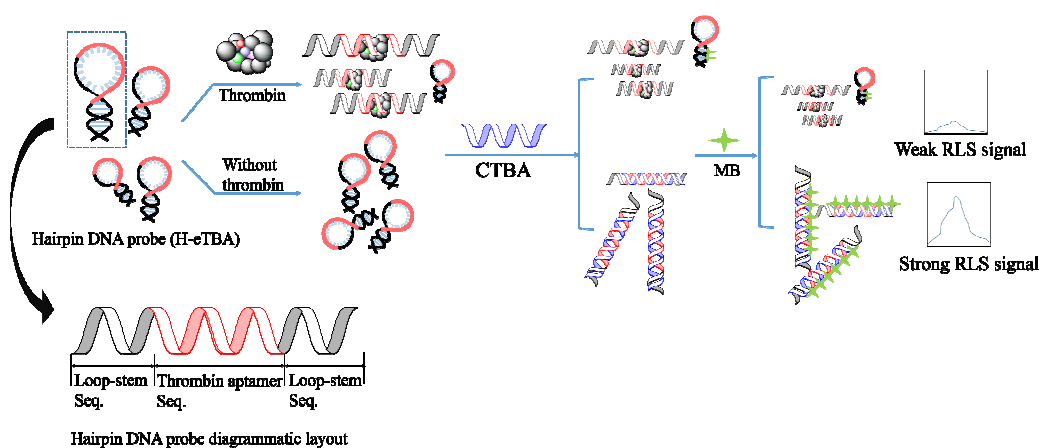 Thrombin
Without
thrombin
Hairpin DNA probe (H-eTBA)
CTBA
MB
Weak RLS signal
Strong RLS signal
Loop-stem
Seq.
Thrombin aptamer
Seq.
Loop-stem
Seq.
Hairpin DNA probe diagrammatic layout